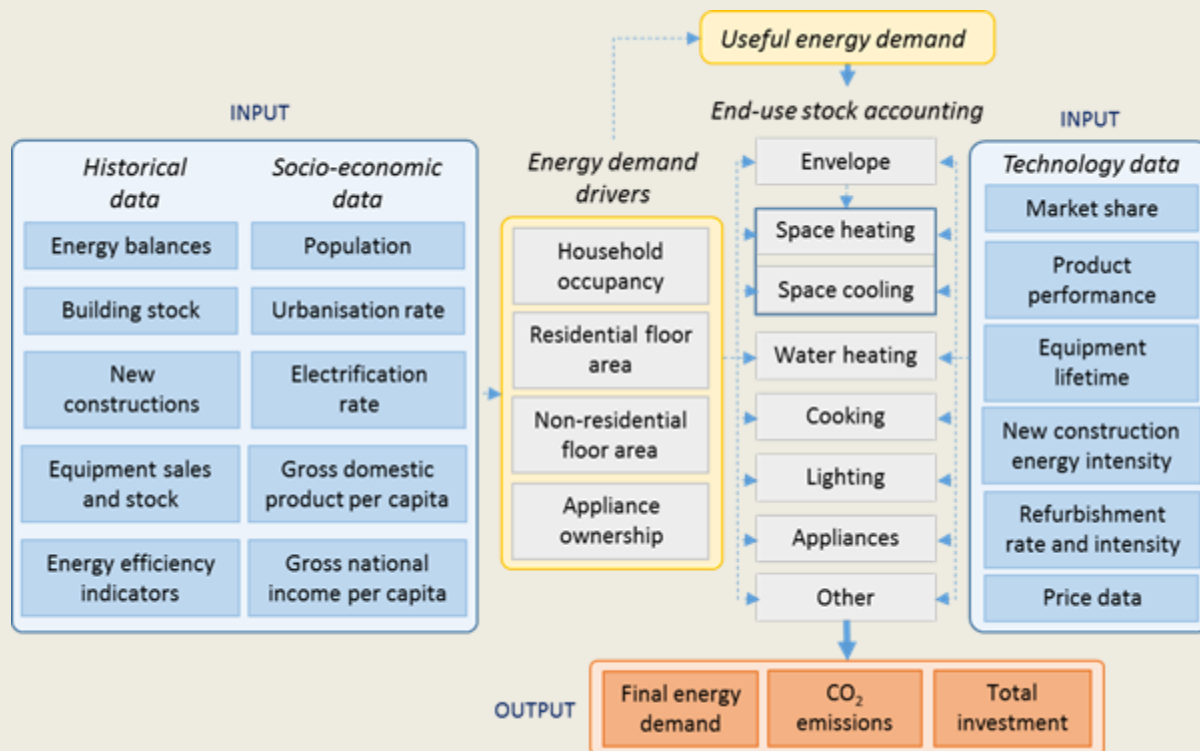 Useful energy demand
INPUT
Historical
data
Energy balances
Building stock
New
constructions
Equipment sales
and stock
Energy efficiency
indicators
Socio-economic
data
Population
Urbanisation rate
Electrification
rate
Gross domestic
product per capita
Gross national
income per capita
Energy demand
drivers
Household
occupancy
Residential floor
area
Non-residential
floor area
Appliance
ownership
End-use stock accounting
Envelope
Space heating
Space cooling
Water heating
Cooking
Lighting
Appliances
Other
INPUT
Technology data
Market share
Product
performance
Equipment
lifetime
New construction
energy intensity
Refurbishment
rate and intensity
Price data
OUTPUT
Final energy
demand
CO₂
emissions
Total
investment